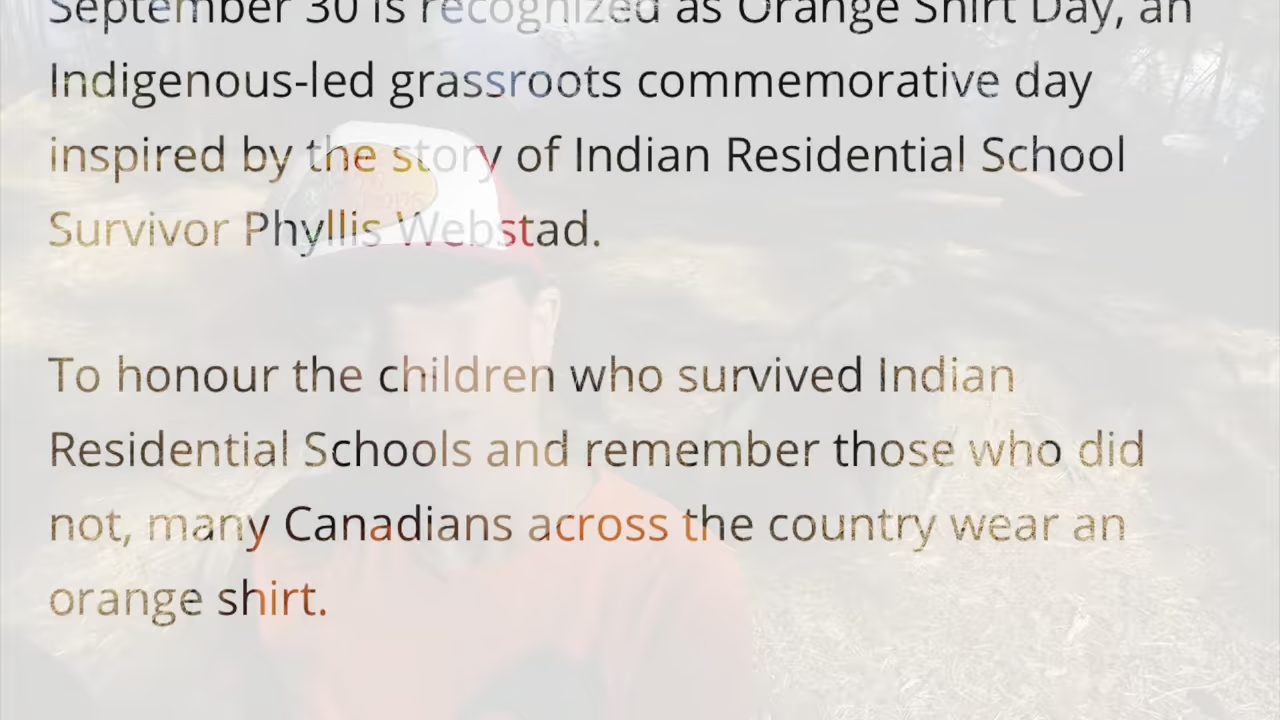 September 30 is recognized as Orange Shirt Day, an
Indigenous-led grassroots commemorative day
inspired by the story of Indian Residential School
Survivor Phyllis Webstad.
To honour the children who survived Indian
Residential Schools and remember those who did
not, many Canadians across the country wear an
orange shirt.